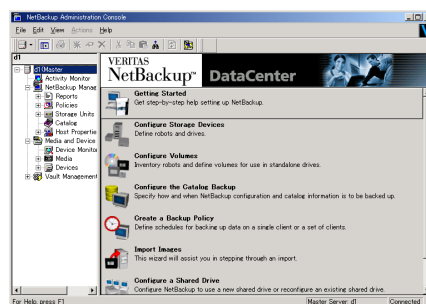 NetBackup Administration Console
File Edit View Actions Help
d1
d1(Master
Activity Monitor
NetBackup Manag
Reports
Policies
Storage Units
Catalog
Host Propertie
Media and Device
Device Monitor
Media
Devices
Vault Management
VERITAS
NetBackup™ DataCenter
Getting Started
Get step-by-step help setting up NetBackup.
Configure Storage Devices
Define robots and drives.
Configure Volumes
Inventory robots and define volumes for use in standalone drives.
Configure the Catalog Backup
Specify how and when NetBackup configuration and catalog information is to be backed up.
Create a Backup Policy
Define schedules for backing up data on a single client or a set of clients.
Import Images
This wizard will assist you in stepping through an import.
Configure a Shared Drive
Configure NetBackup to use a new shared drive or reconfigure an existing shared drive.
For Help, press F1
Master Server: d1
Connected